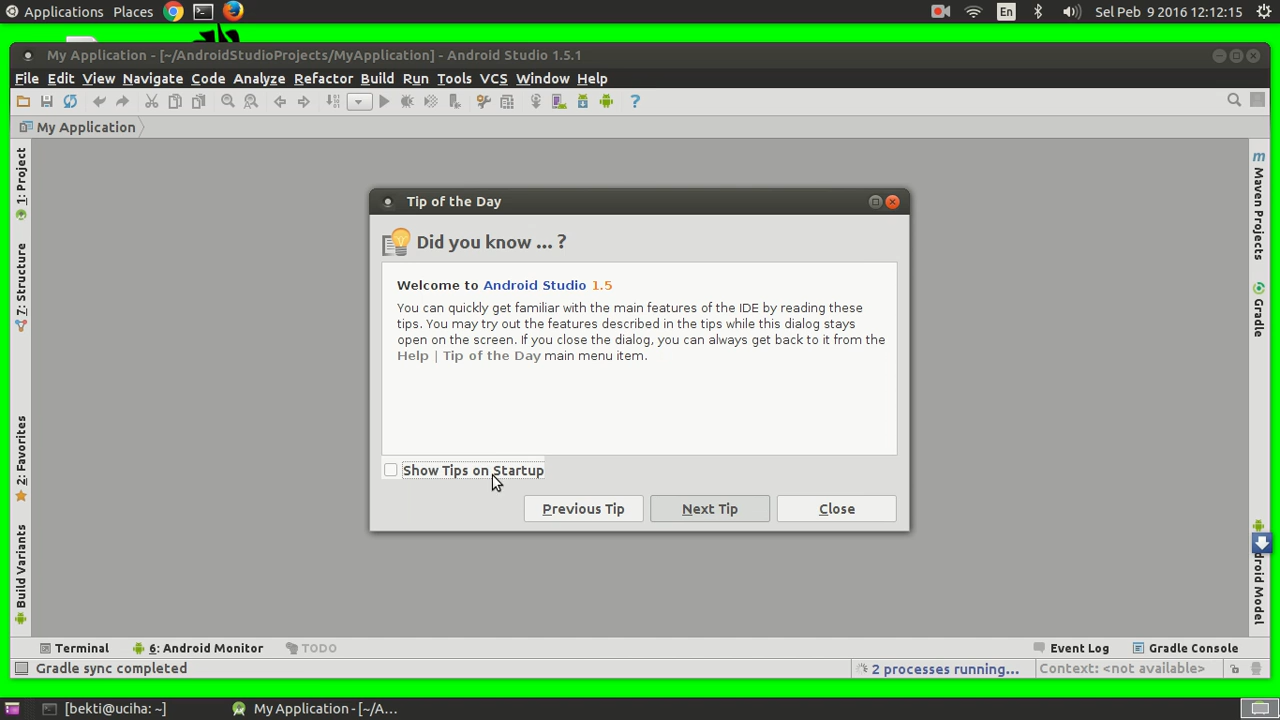 Applications Places En Sel Peb 9 2016 12:12:15
My Application - [~/AndroidStudioProjects/MyApplication] - Android Studio 1.5.1
File Edit View Navigate Code Analyze Refactor Build Run Tools VCS Window Help
My Application
1: Project
7: Structure
2: Favorites
Build Variants
Tip of the Day
Did you know ... ?
Welcome to Android Studio 1.5
You can quickly get familiar with the main features of the IDE by reading these
tips. You may try out the features described in the tips while this dialog stays
open on the screen. If you close the dialog, you can always get back to it from the
Help | Tip of the Day main menu item.
Show Tips on Startup
Previous Tip Next Tip Close
Maven Projects
Gradle
Model
Terminal 6: Android Monitor TODO Event Log Gradle Console
Gradle sync completed 2 processes running... Context: <not available>
[bekti@uciha: ~] My Application - [~/A...